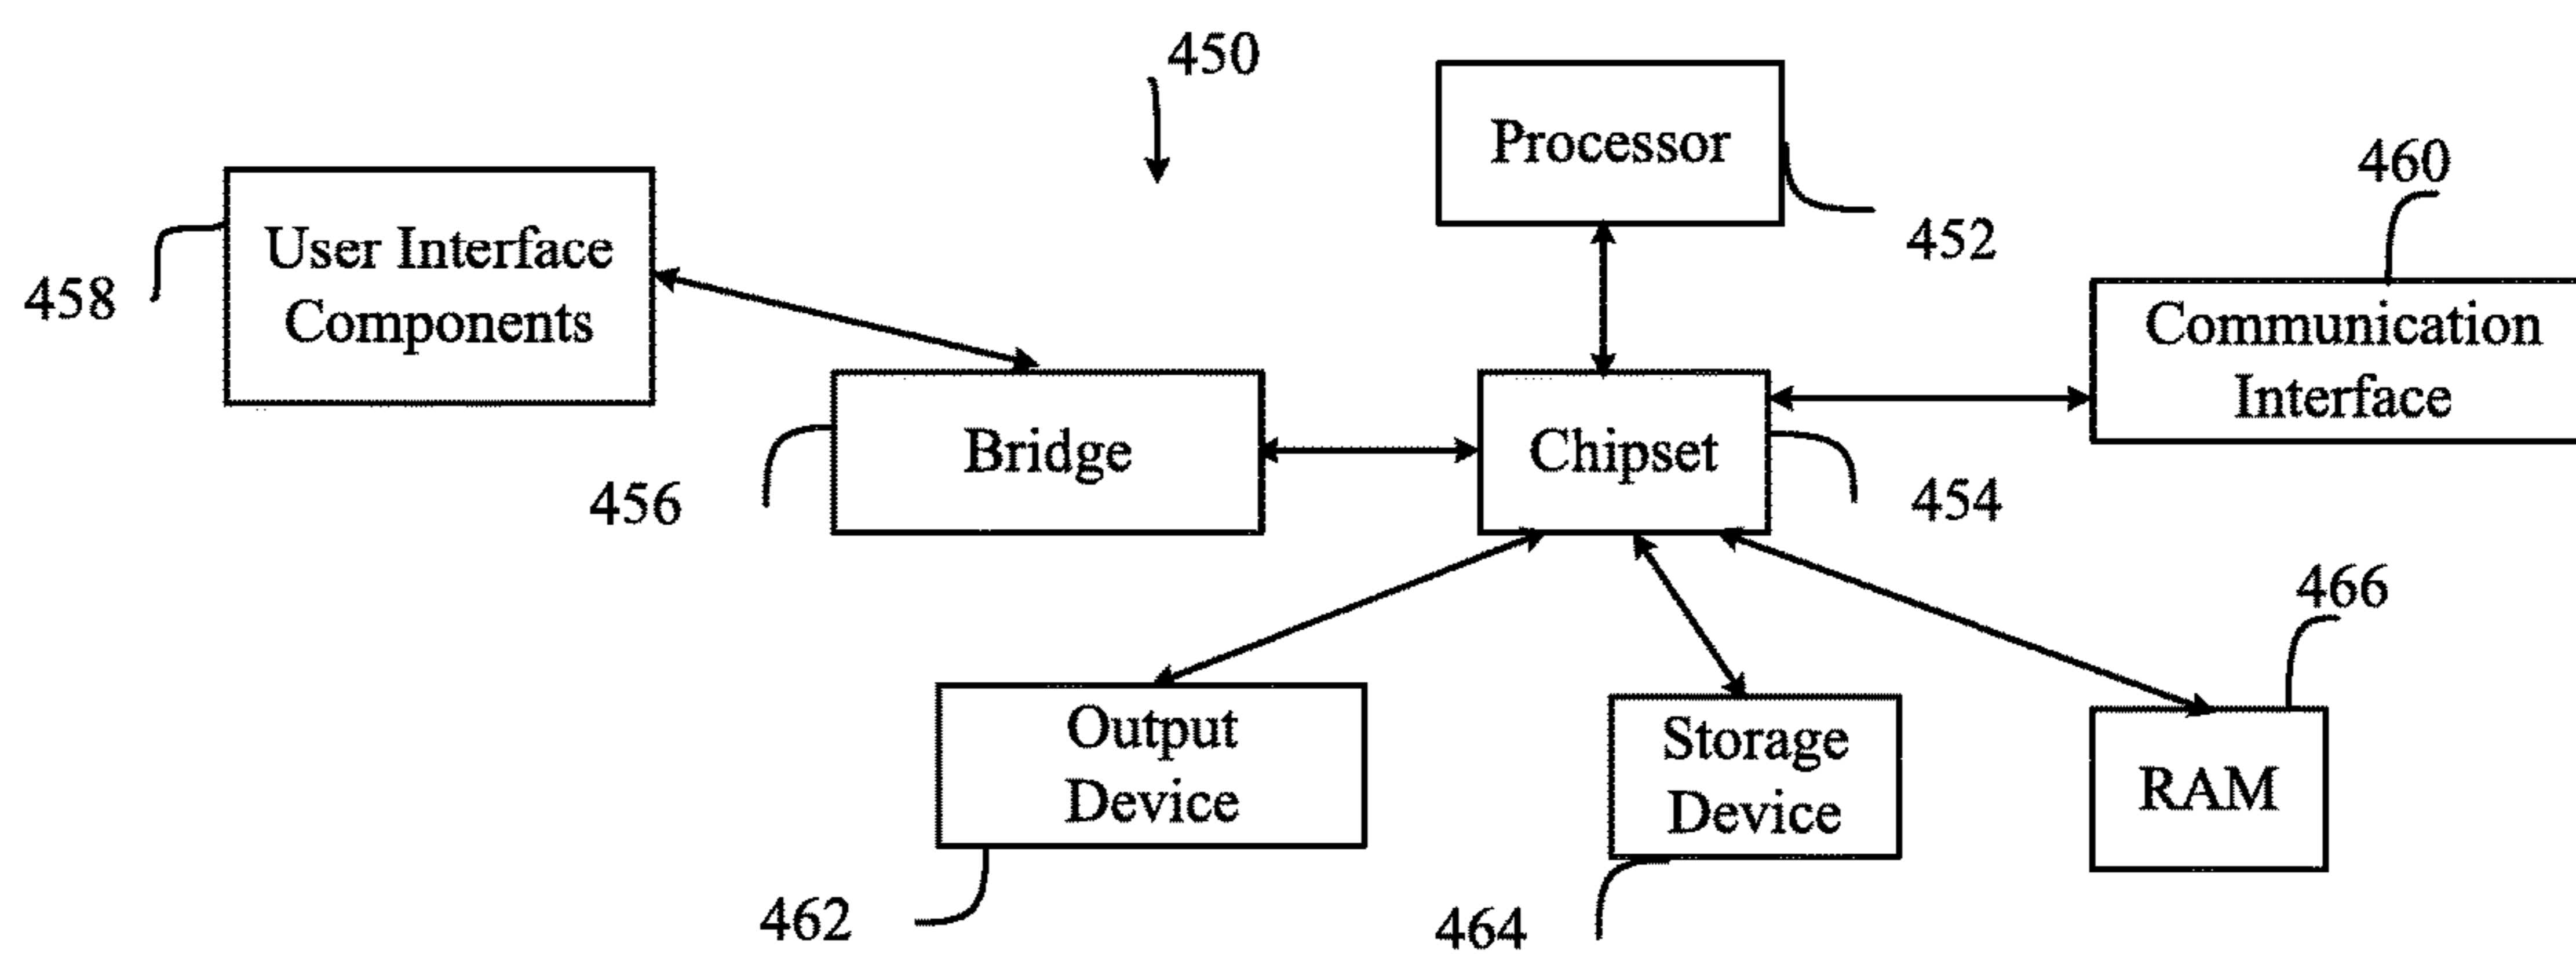 450
Processor
460
User Interface
Components
452
458
Communication
Interface
Bridge
Chipset
456
454
466
Output
Device
Storage
Device
RAM
462
464